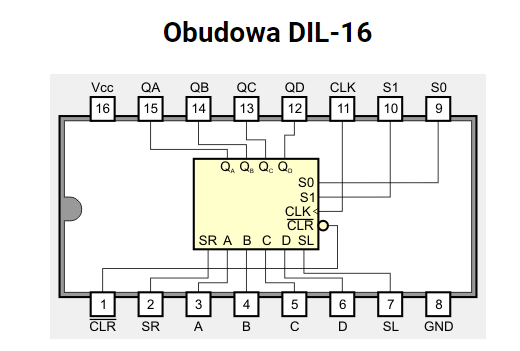 Obudowa DIL-16
Vcc QA QB QC QD CLK S1 S0
16 15 14 13 12 11 10 9
QA QB QC QD
S0
S1
CLK
CLR
SR A B C D SL
1 2 3 4 5 6 7 8
CLR SR A B C D SL GND